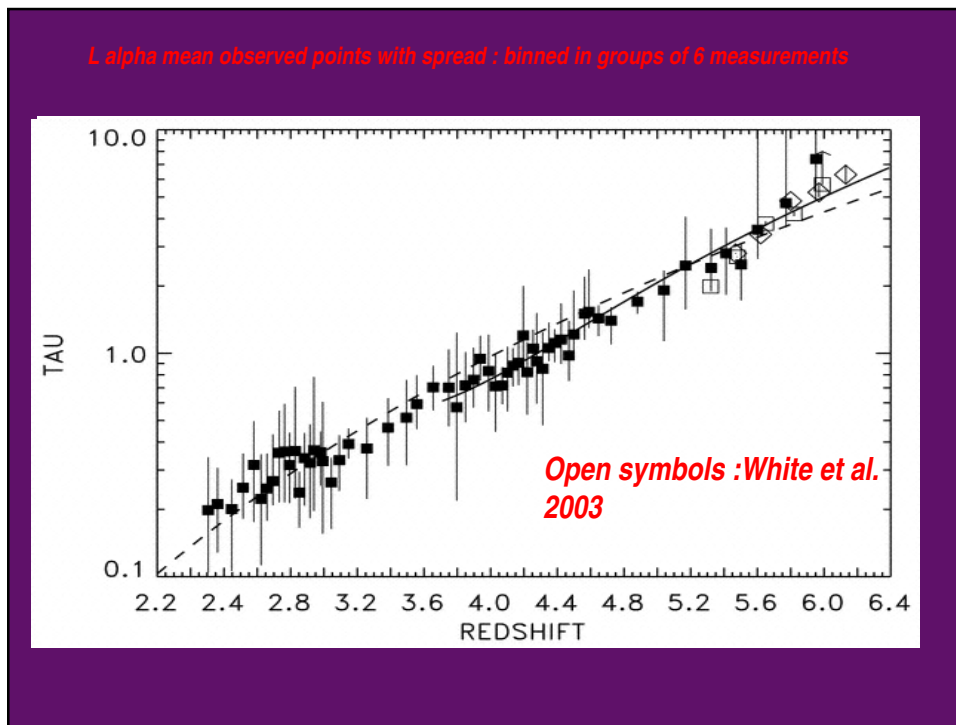 L alpha mean observed points with spread : binned in groups of 6 measurements
10.0
1.0
0.1
TAU
Open symbols :White et al.
2003
2.2 2.4 2.8 3.2 3.6 4.0 4.4 4.8 5.2 5.6 6.0 6.4
REDSHIFT